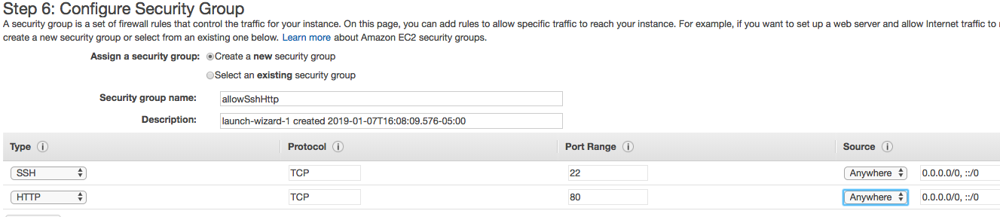 Step 6: Configure Security Group
A security group is a set of firewall rules that control the traffic for your instance. On this page, you can add rules to allow specific traffic to reach your instance. For example, if you want to set up a web server and allow Internet traffic to
create a new security group or select from an existing one below. Learn more about Amazon EC2 security groups.
Assign a security group: Create a new security group
Select an existing security group
Security group name: allowSshHttp
Description: launch-wizard-1 created 2019-01-07T16:08:09.576-05:00
Type i Protocol i Port Range i Source i
SSH TCP 22 Anywhere 0.0.0.0/0, ::/0
HTTP TCP 80 Anywhere 0.0.0.0/0, ::/0